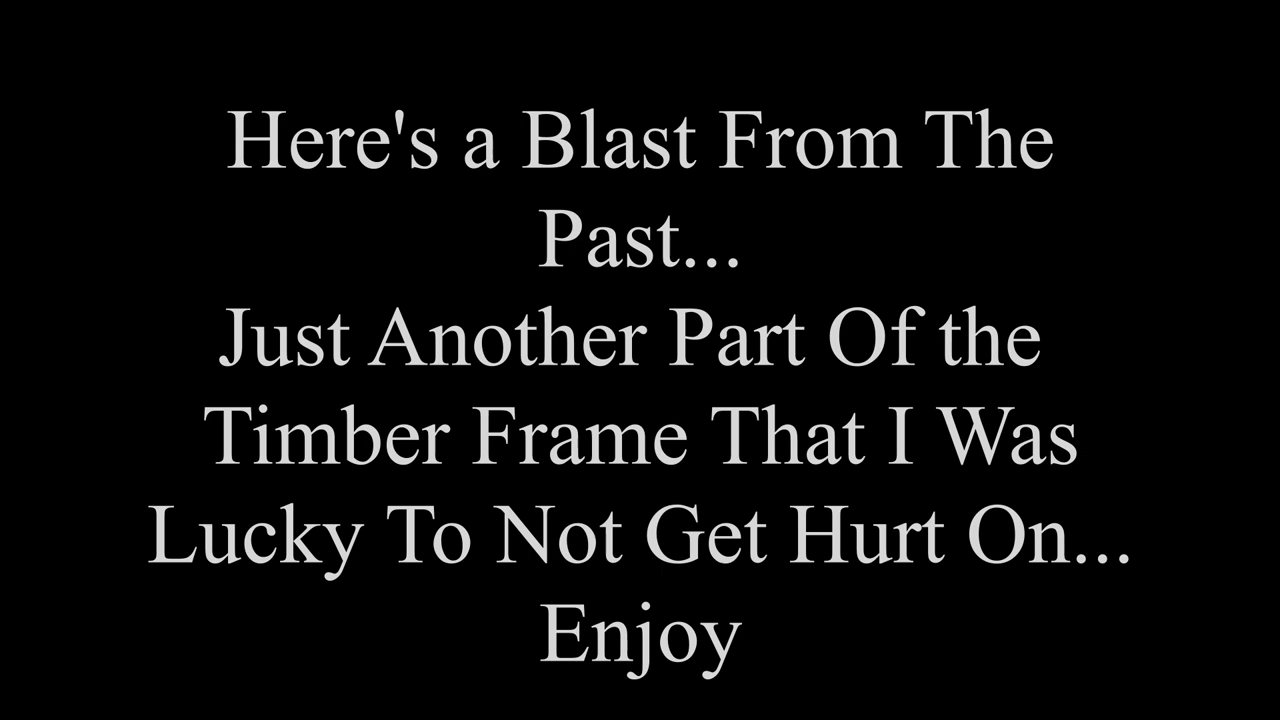 Here's a Blast From The
Past...
Just Another Part Of the
Timber Frame That I Was
Lucky To Not Get Hurt On...
Enjoy